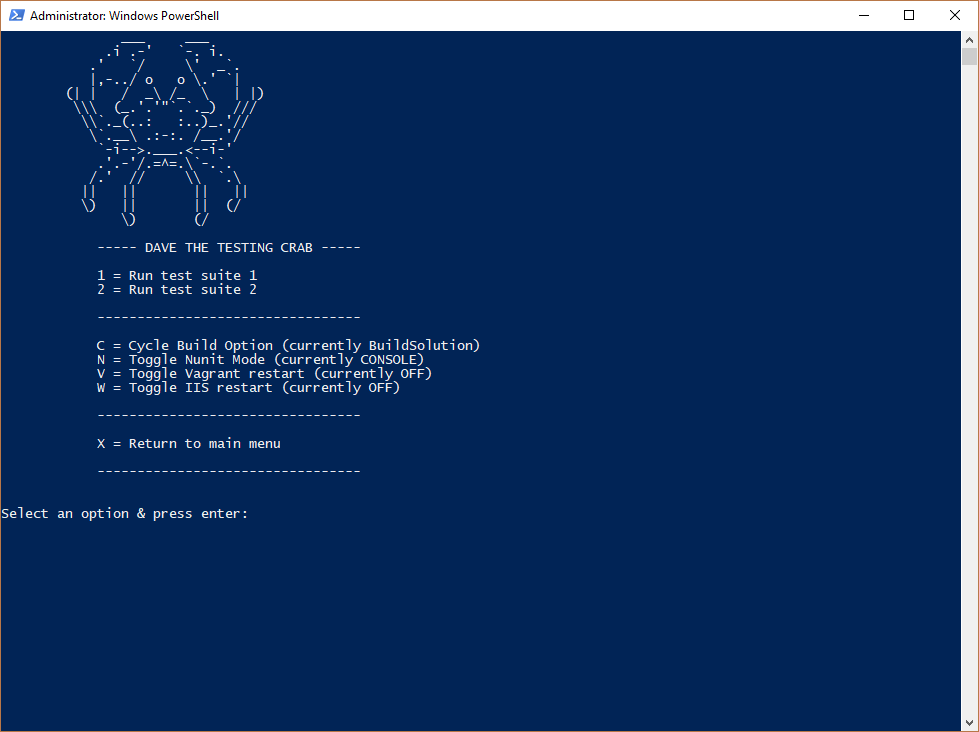 Administrator: Windows PowerShell
----- DAVE THE TESTING CRAB -----
1 = Run test suite 1
2 = Run test suite 2
---------------------------------
C = Cycle Build Option (currently BuildSolution)
N = Toggle Nunit Mode (currently CONSOLE)
V = Toggle Vagrant restart (currently OFF)
W = Toggle IIS restart (currently OFF)
---------------------------------
X = Return to main menu
---------------------------------
Select an option & press enter: